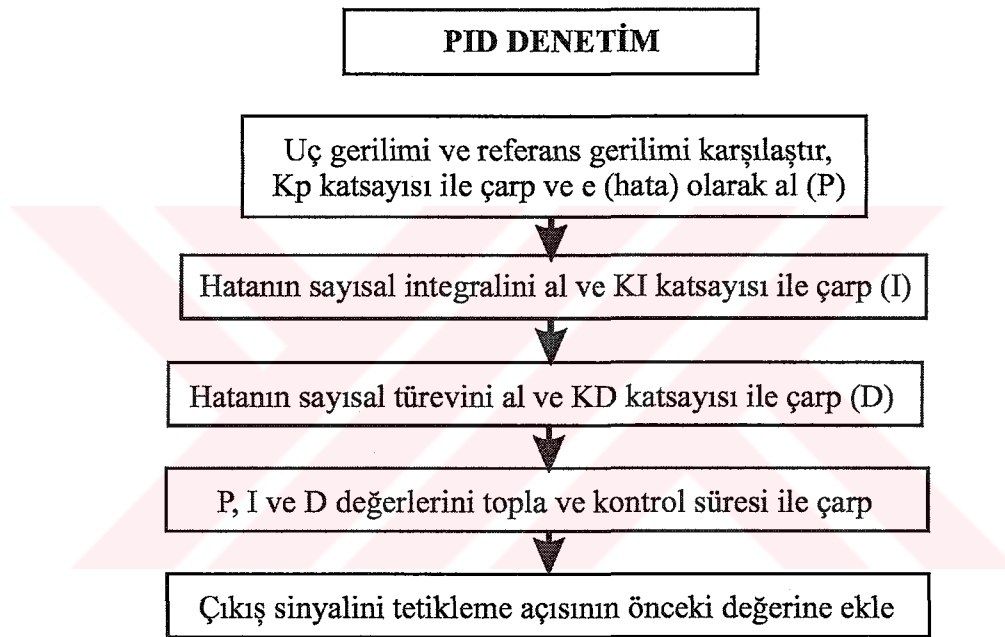 PID DENETİM
Uç gerilimi ve referans gerilimi karşılaştır,
Kp katsayısı ile çarp ve e (hata) olarak al (P)
Hatanın sayısal integralini al ve KI katsayısı ile çarp (I)
Hatanın sayısal türevini al ve KD katsayısı ile çarp (D)
P, I ve D değerlerini topla ve kontrol süresi ile çarp
Çıkış sinyalini tetikleme açısının önceki değerine ekle